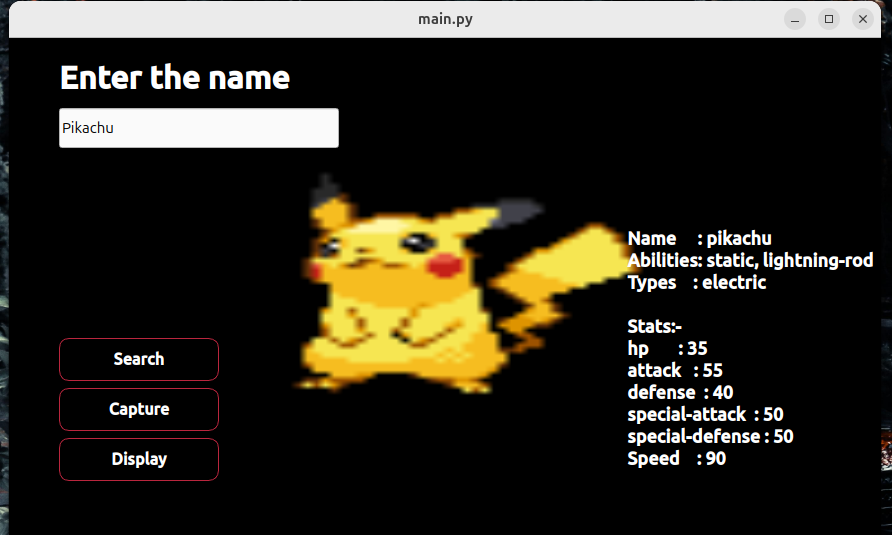 main.py
Enter the name
Pikachu
Name : pikachu
Abilities: static, lightning-rod
Types : electric
Stats:-
hp : 35
attack : 55
defense : 40
special-attack : 50
special-defense : 50
Speed : 90
Search
Capture
Display